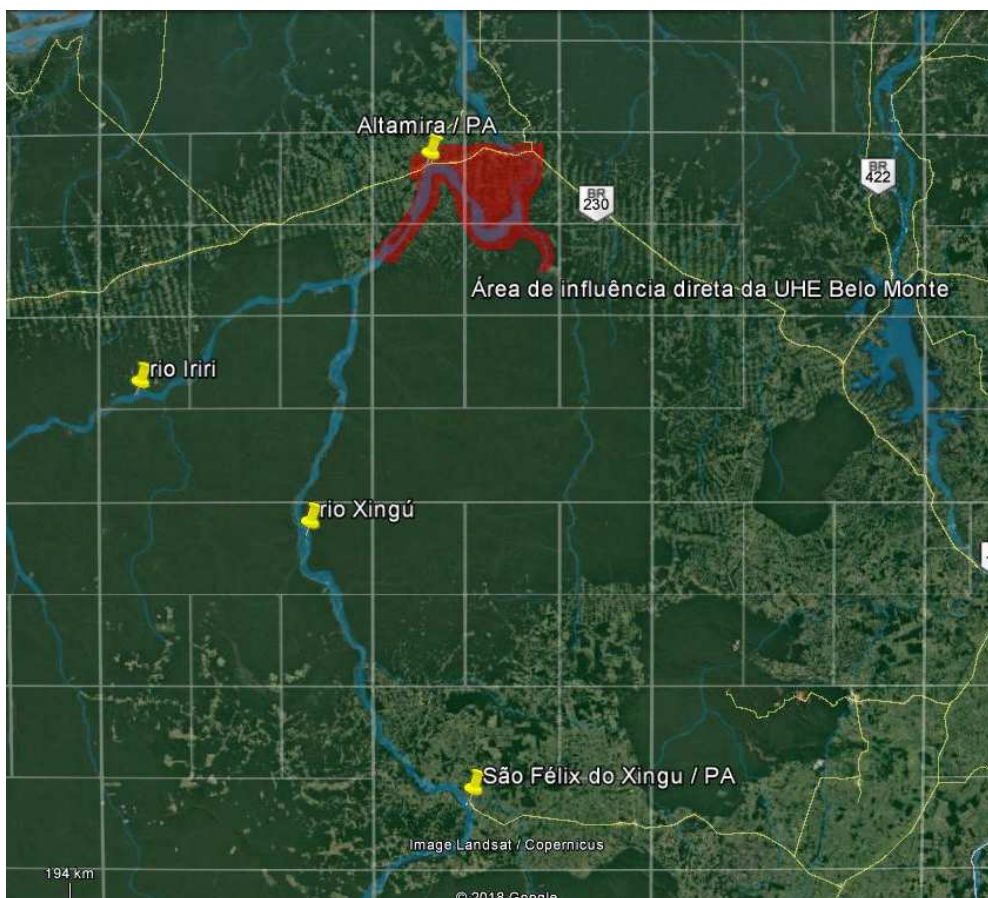 Altamira / PA
BR
422
BR
230
Área de influência direta da UHE Belo Monte
rio Iriri
rio Xingú
São Félix do Xingu / PA
Image Landsat / Copernicus
194 km
© 2018 Google